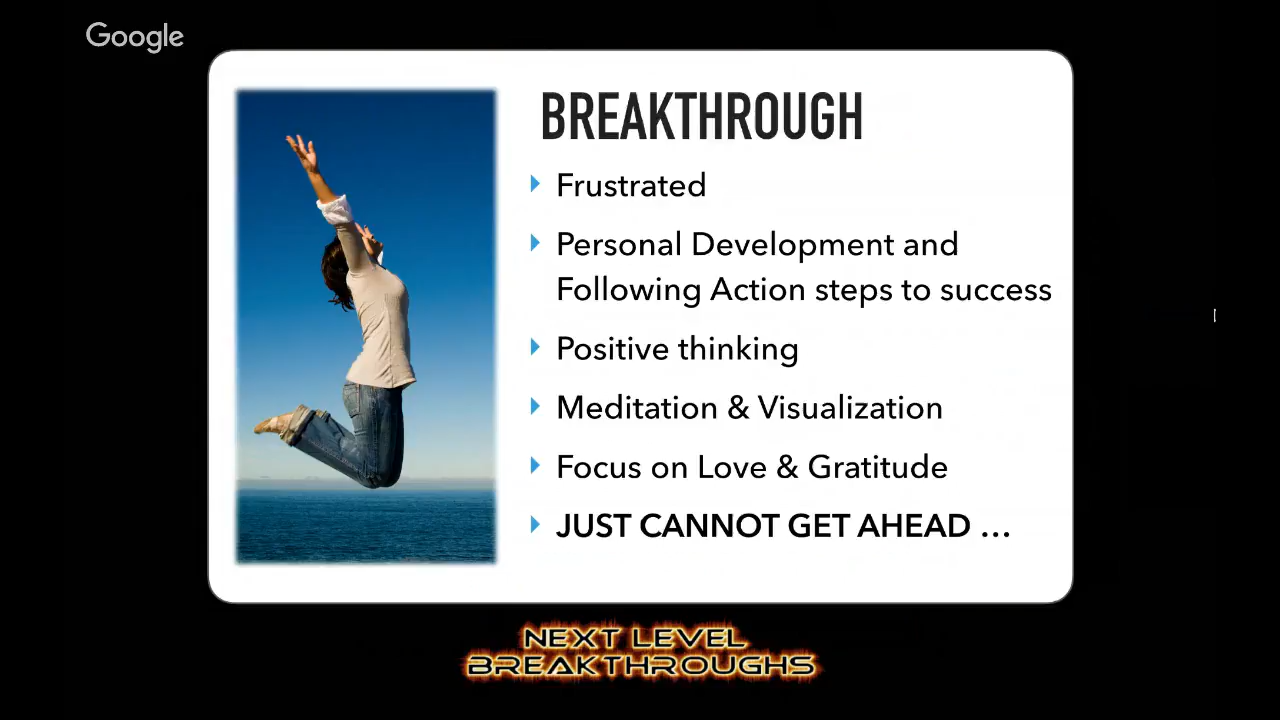 Google
BREAKTHROUGH
Frustrated
Personal Development and
Following Action steps to success
Positive thinking
Meditation & Visualization
Focus on Love & Gratitude
JUST CANNOT GET AHEAD …
NEXT LEVEL
BREAKTHROUGHS